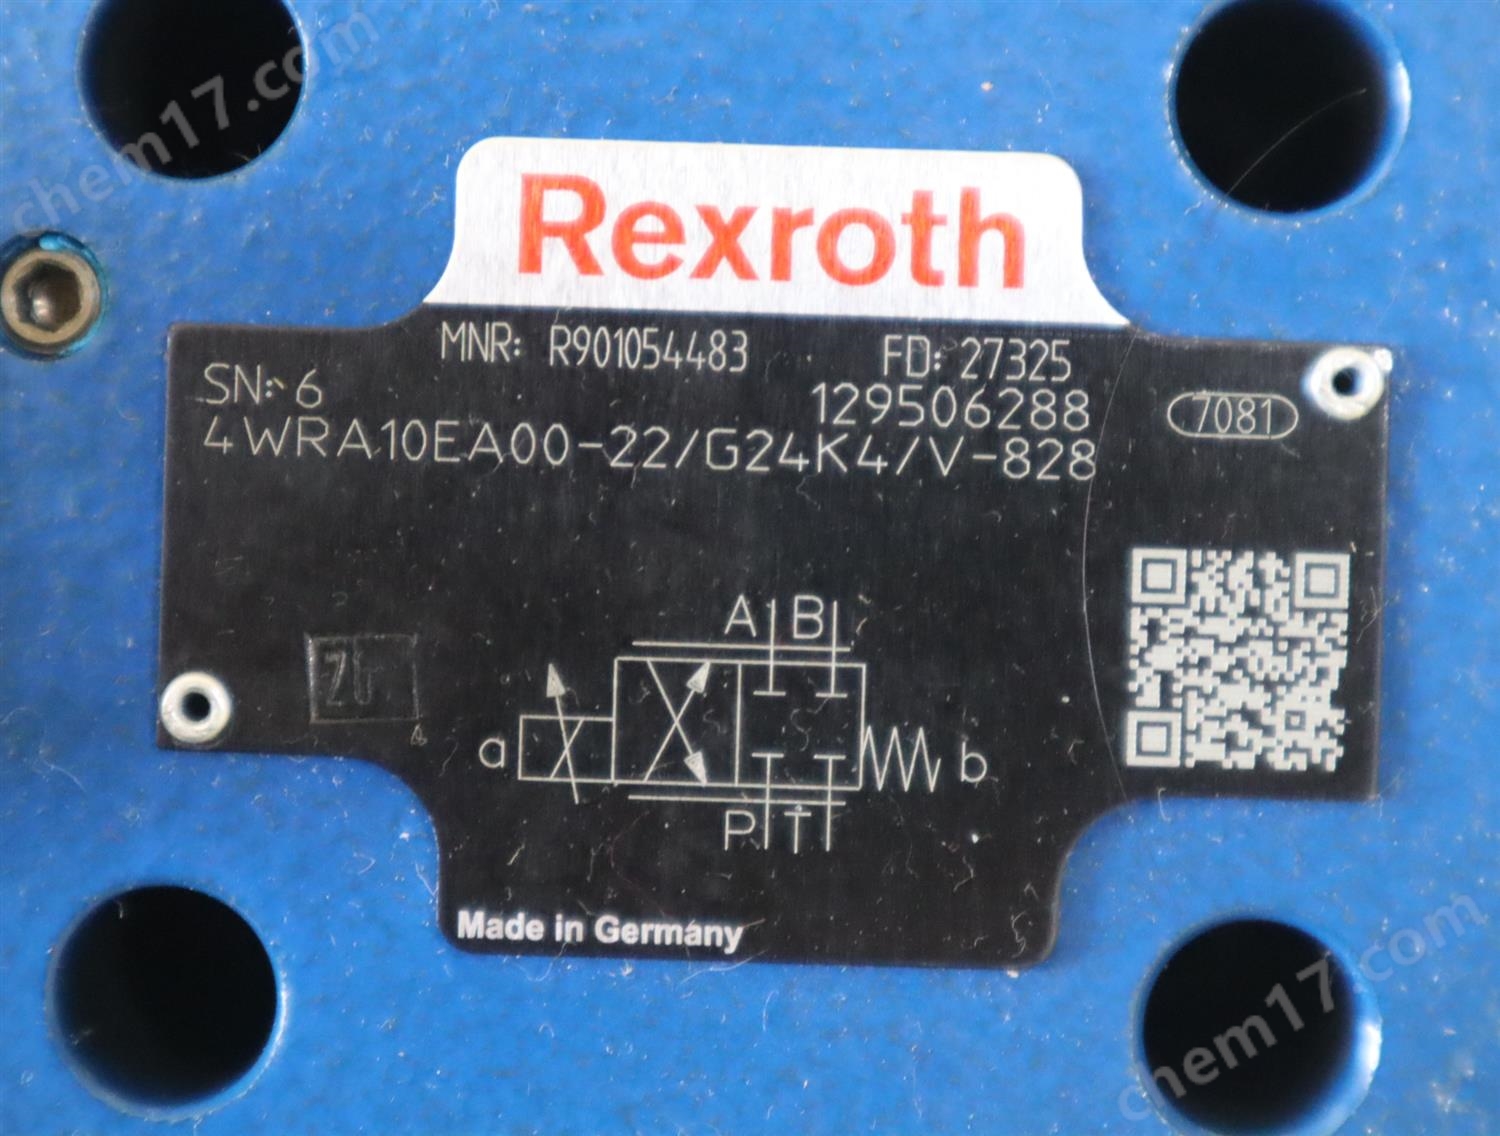 chem17.com
Rexroth
MNR: R901054483 FD: 27325
SN: 6 129506288 7081
4WRA10EA00-22/G24K4/V-828
A B
a b
P T
Made in Germany
chem17.com